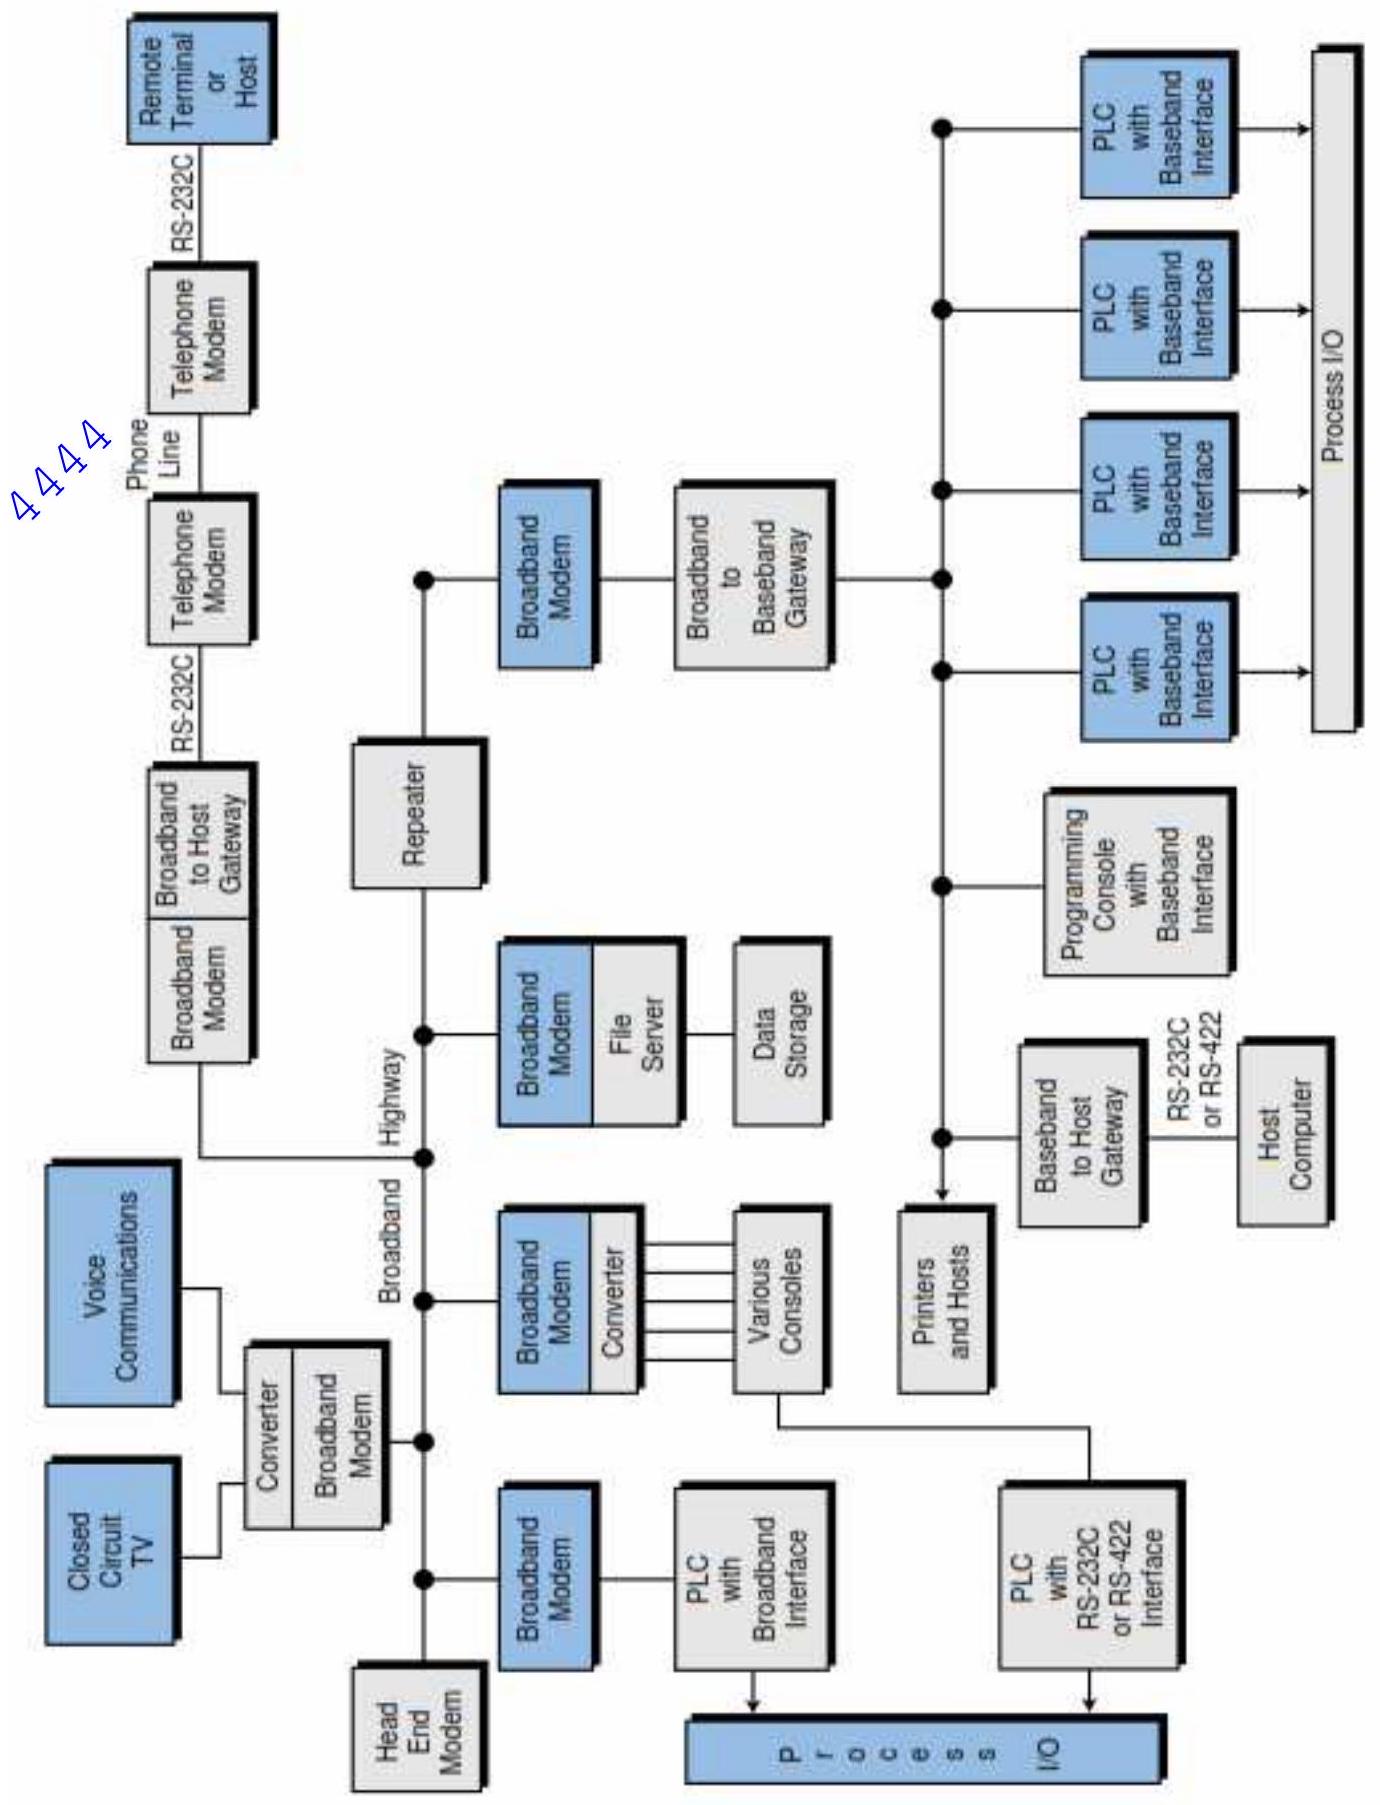 4444
Closed
Circuit
TV
Voice
Communications
Converter
Broadband
Modem
Broadband
Modem
Broadband
to Host
Gateway
RS-232C
Telephone
Modem
Phone
Line
Telephone
Modem
RS-232C
Remote
Terminal
or
Host
Head
End
Modem
Broadband
Highway
Repeater
Broadband
Modem
PLC
with
Broadband
Interface
Broadband
Modem
Converter
Various
Consoles
Broadband
Modem
File
Server
Data
Storage
Broadband
Modem
Broadband
to
Baseband
Gateway
Process I/O
PLC
with
RS-232C
or RS-422
Interface
Printers
and Hosts
Baseband
to Host
Gateway
RS-232C
or RS-422
Host
Computer
Programming
Console
with
Baseband
Interface
PLC
with
Baseband
Interface
PLC
with
Baseband
Interface
PLC
with
Baseband
Interface
PLC
with
Baseband
Interface
Process I/O